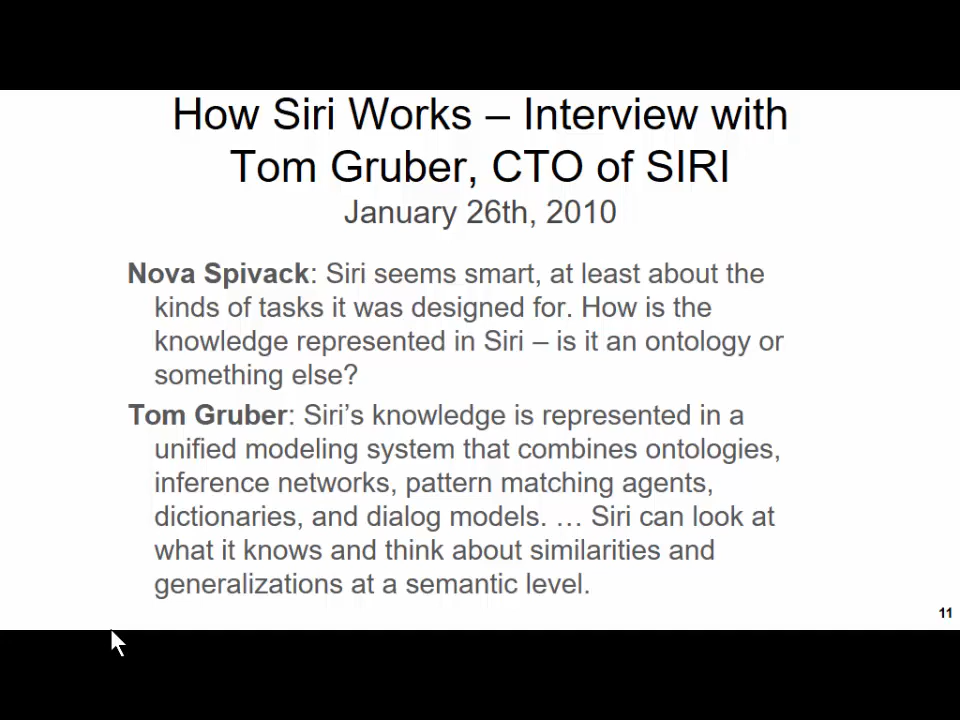 How Siri Works – Interview with
Tom Gruber, CTO of SIRI
January 26th, 2010
Nova Spivack: Siri seems smart, at least about the
kinds of tasks it was designed for. How is the
knowledge represented in Siri – is it an ontology or
something else?
Tom Gruber: Siri’s knowledge is represented in a
unified modeling system that combines ontologies,
inference networks, pattern matching agents,
dictionaries, and dialog models. … Siri can look at
what it knows and think about similarities and
generalizations at a semantic level.
11